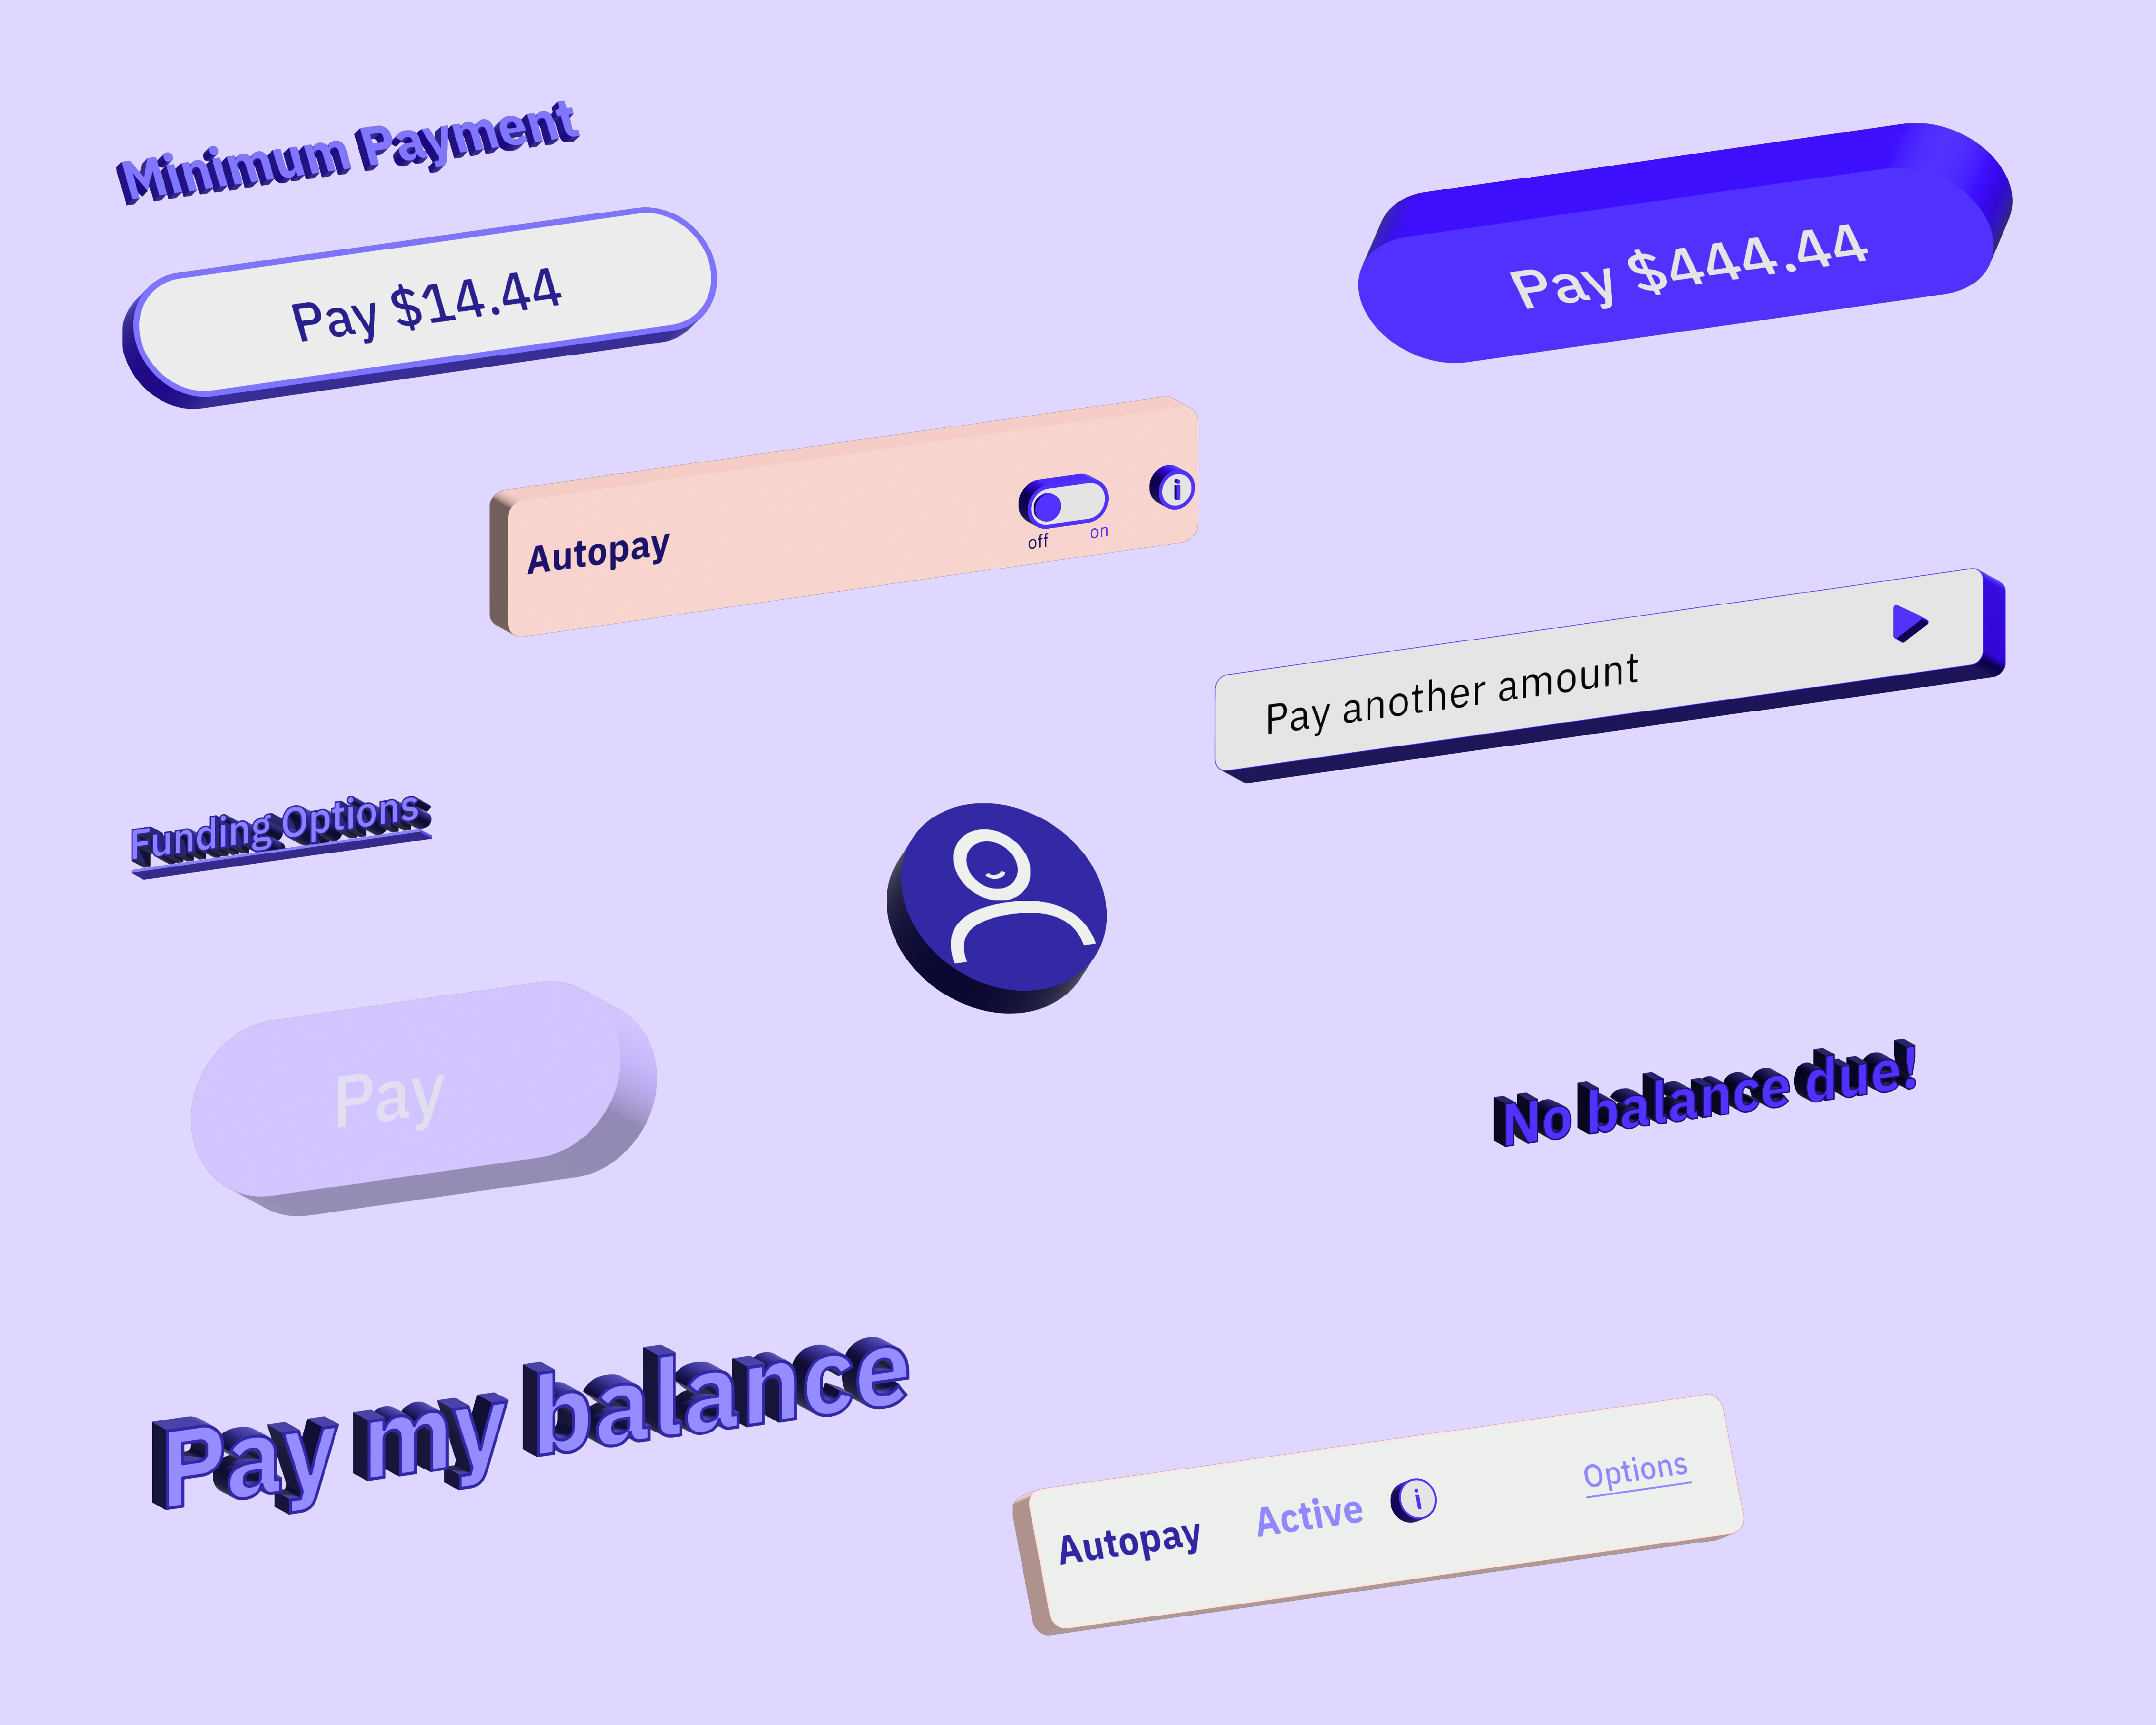 Minimum Payment
Pay $14.44
Pay $444.44
Autopay
off on
i
Pay another amount
Funding Options
Pay
No balance due!
Pay my balance
Autopay Active i Options